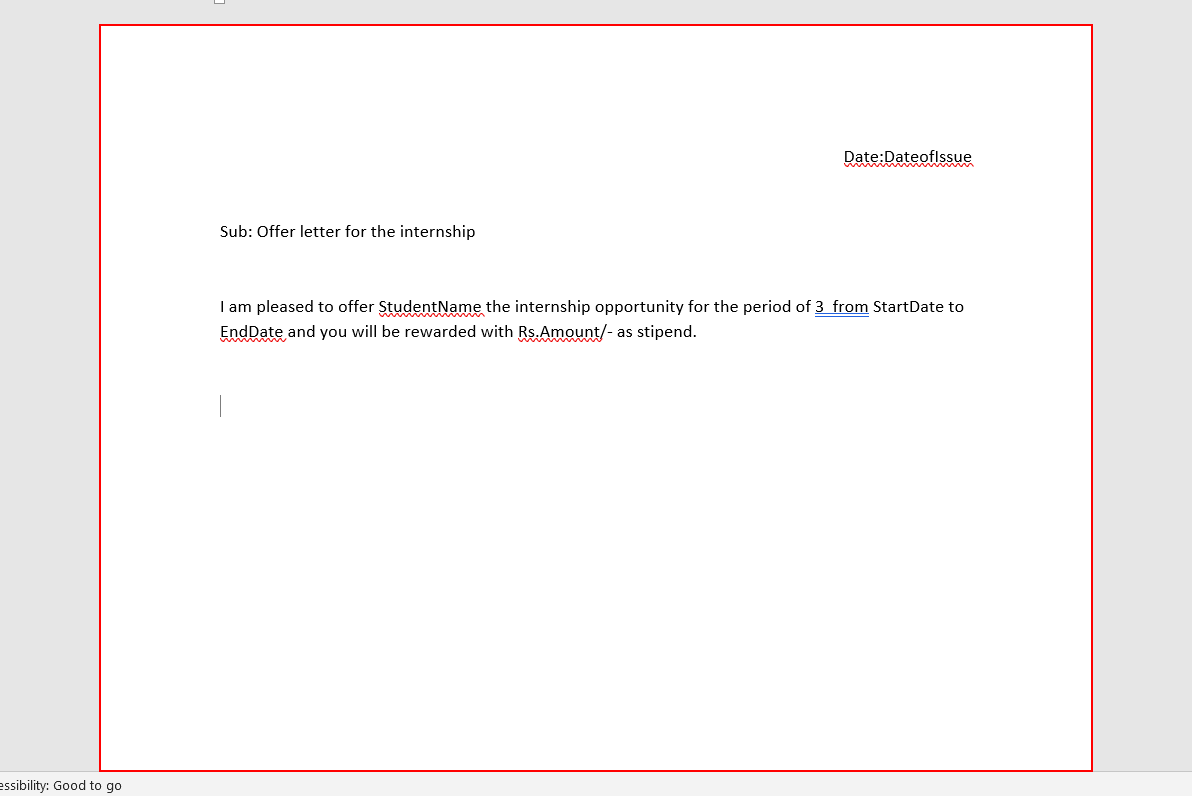 Date:DateofIssue
Sub: Offer letter for the internship
I am pleased to offer StudentName the internship opportunity for the period of 3  from StartDate to
EndDate and you will be rewarded with Rs.Amount/- as stipend.
essibility: Good to go